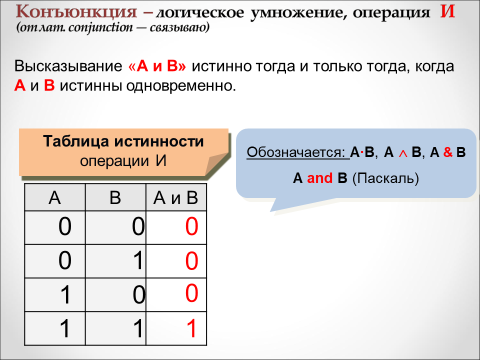 Конъюнкция – логическое умножение, операция И
(от лат. conjunction — связываю)
Высказывание «A и B» истинно тогда и только тогда, когда
A и B истинны одновременно.
Таблица истинности
операции И
Обозначается: A·B, A ∧ B, A & B
A and B (Паскаль)
A B A и B
0 0 0
0 1 0
1 0 0
1 1 1